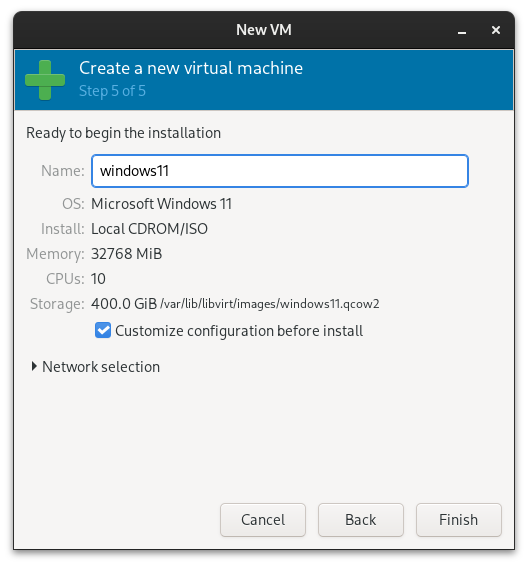 New VM
Create a new virtual machine
Step 5 of 5
Ready to begin the installation
Name: windows11
OS: Microsoft Windows 11
Install: Local CDROM/ISO
Memory: 32768 MiB
CPUs: 10
Storage: 400.0 GiB /var/lib/libvirt/images/windows11.qcow2
Customize configuration before install
Network selection
Cancel Back Finish